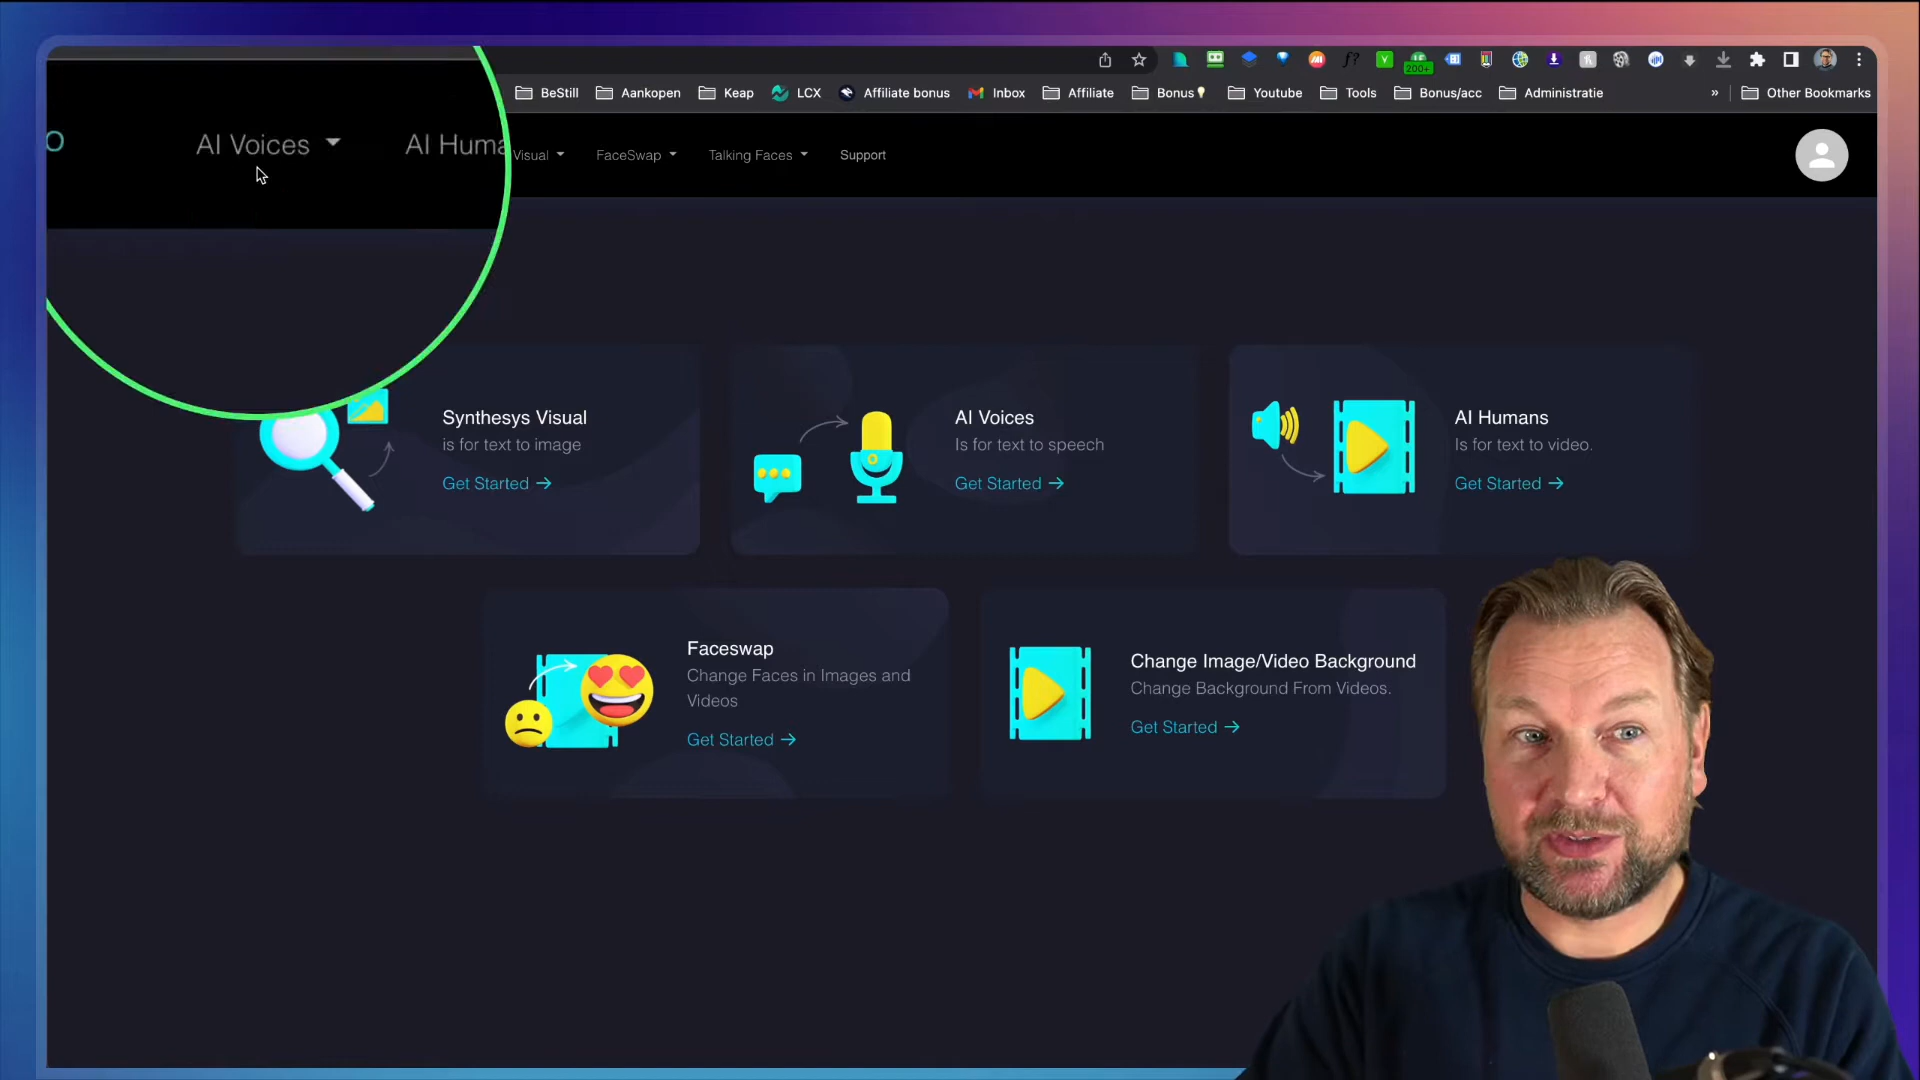 BeStill Aankopen Keap LCX Affiliate bonus Inbox Affiliate Bonus Youtube Tools Bonus/acc Administratie » Other Bookmarks
200+
O AI Voices AI Huma Visual FaceSwap Talking Faces Support
Synthesys Visual
is for text to image
Get Started →
AI Voices
Is for text to speech
Get Started →
AI Humans
Is for text to video.
Get Started →
Faceswap
Change Faces in Images and
Videos
Get Started →
Change Image/Video Background
Change Background From Videos.
Get Started →